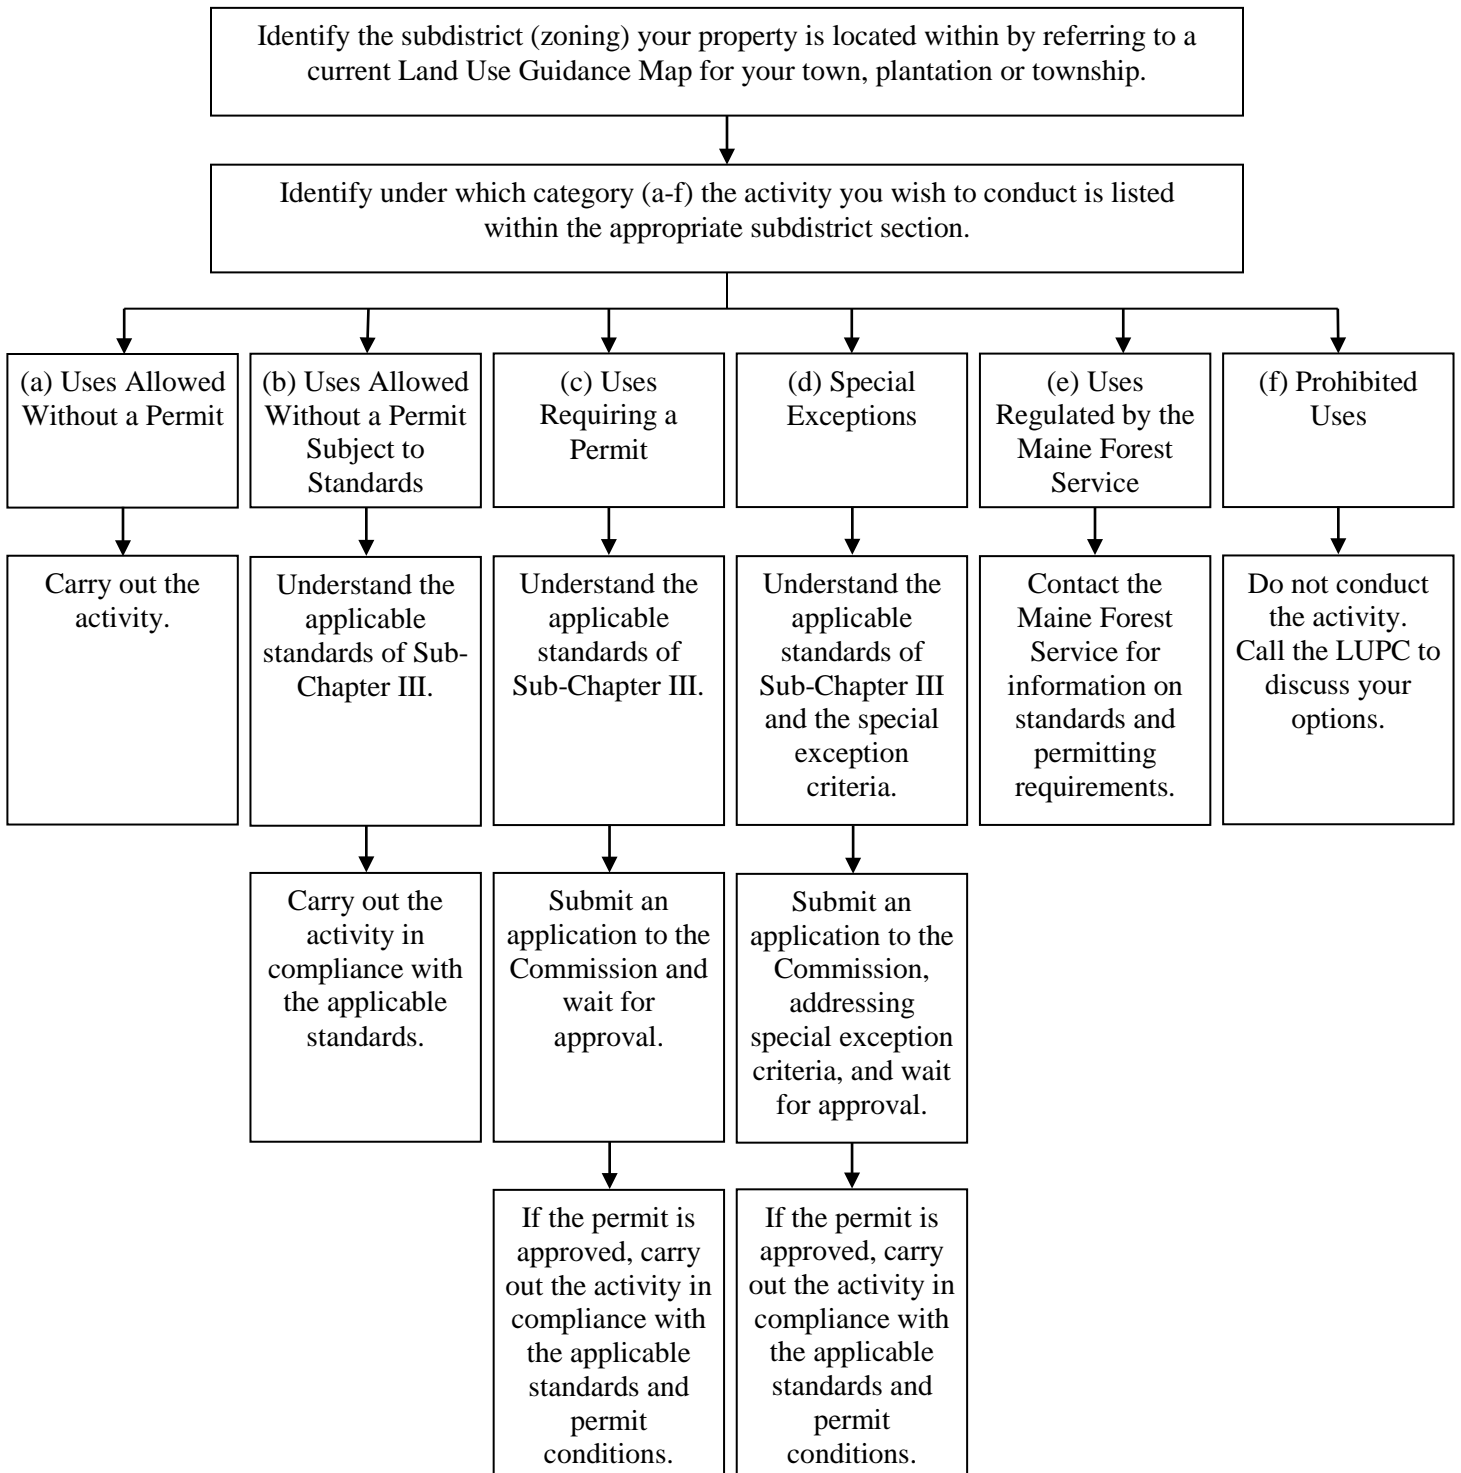 Identify the subdistrict (zoning) your property is located within by referring to a
current Land Use Guidance Map for your town, plantation or township.
Identify under which category (a-f) the activity you wish to conduct is listed
within the appropriate subdistrict section.
(a) Uses Allowed
Without a Permit
(b) Uses Allowed
Without a Permit
Subject to
Standards
(c) Uses
Requiring a
Permit
(d) Special
Exceptions
(e) Uses
Regulated by the
Maine Forest
Service
(f) Prohibited
Uses
Carry out the
activity.
Understand the
applicable
standards of Sub-
Chapter III.
Understand the
applicable
standards of
Sub-Chapter III.
Understand the
applicable
standards of
Sub-Chapter III
and the special
exception
criteria.
Contact the
Maine Forest
Service for
information on
standards and
permitting
requirements.
Do not conduct
the activity.
Call the LUPC to
discuss your
options.
Carry out the
activity in
compliance with
the applicable
standards.
Submit an
application to the
Commission and
wait for
approval.
Submit an
application to the
Commission,
addressing
special exception
criteria, and wait
for approval.
If the permit is
approved, carry
out the activity in
compliance with
the applicable
standards and
permit
conditions.
If the permit is
approved, carry
out the activity in
compliance with
the applicable
standards and
permit
conditions.